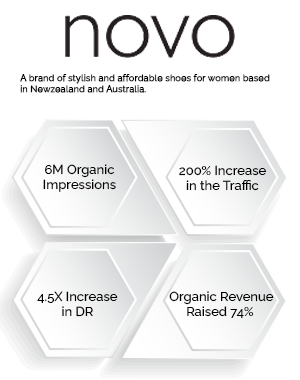 novo
A brand of stylish and affordable shoes for women based
in Newzealand and Australia.
6M Organic
Impressions
200% Increase
in the Traffic
4.5X Increase
in DR
Organic Revenue
Raised 74%